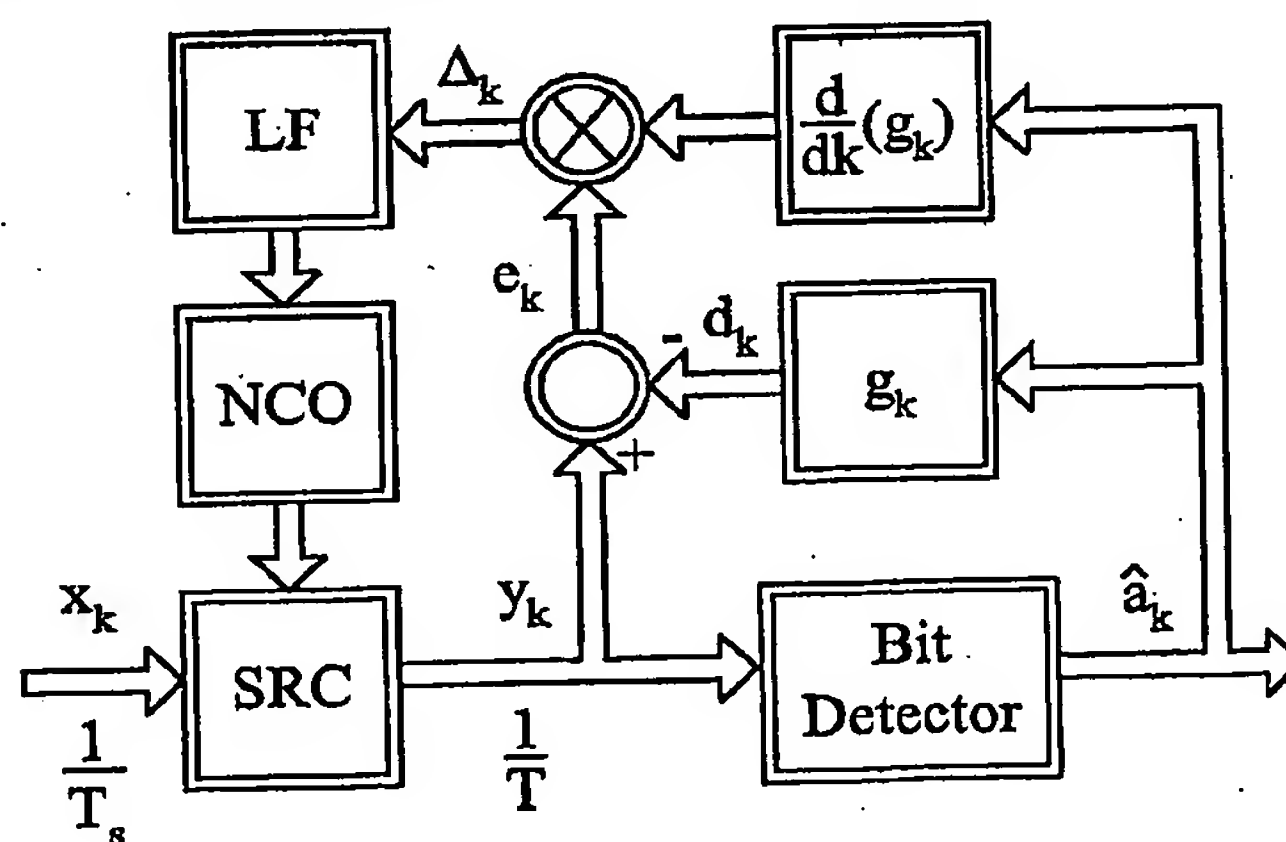 LF
Δk
d/dk(gk)
ek
- dk
gk
NCO
+
xk
1/Ts
SRC
yk
1/T
Bit
Detector
âk